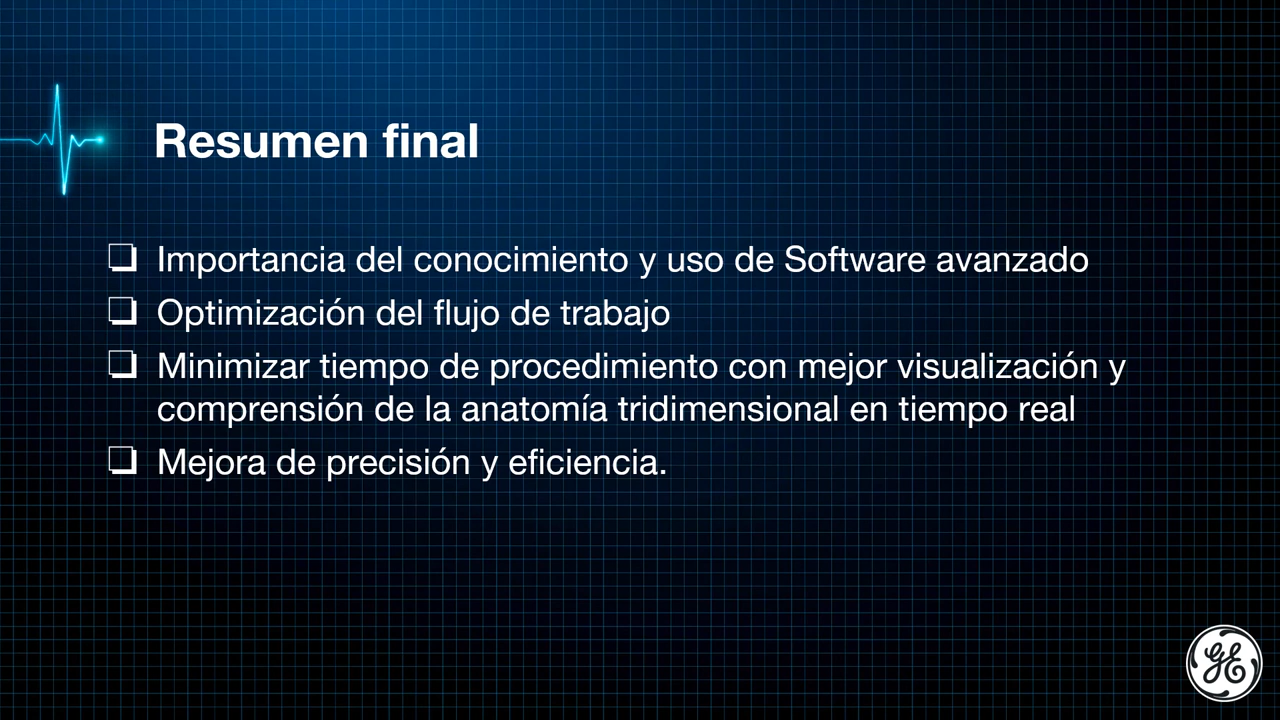 Resumen final
❏ Importancia del conocimiento y uso de Software avanzado
❏ Optimización del flujo de trabajo
❏ Minimizar tiempo de procedimiento con mejor visualización y
comprensión de la anatomía tridimensional en tiempo real
❏ Mejora de precisión y eficiencia.
GE